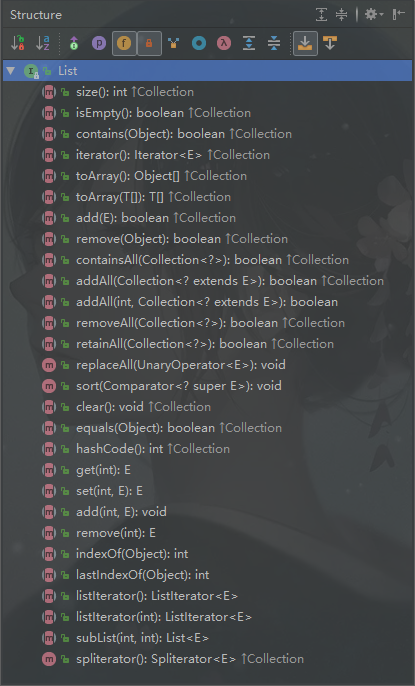 Structure
List
size(): int ↑Collection
isEmpty(): boolean ↑Collection
contains(Object): boolean ↑Collection
iterator(): Iterator<E> ↑Collection
toArray(): Object[] ↑Collection
toArray(T[]): T[] ↑Collection
add(E): boolean ↑Collection
remove(Object): boolean ↑Collection
containsAll(Collection<?>): boolean ↑Collection
addAll(Collection<? extends E>): boolean ↑Collection
addAll(int, Collection<? extends E>): boolean
removeAll(Collection<?>): boolean ↑Collection
retainAll(Collection<?>): boolean ↑Collection
replaceAll(UnaryOperator<E>): void
sort(Comparator<? super E>): void
clear(): void ↑Collection
equals(Object): boolean ↑Collection
hashCode(): int ↑Collection
get(int): E
set(int, E): E
add(int, E): void
remove(int): E
indexOf(Object): int
lastIndexOf(Object): int
listIterator(): ListIterator<E>
listIterator(int): ListIterator<E>
subList(int, int): List<E>
spliterator(): Spliterator<E> ↑Collection